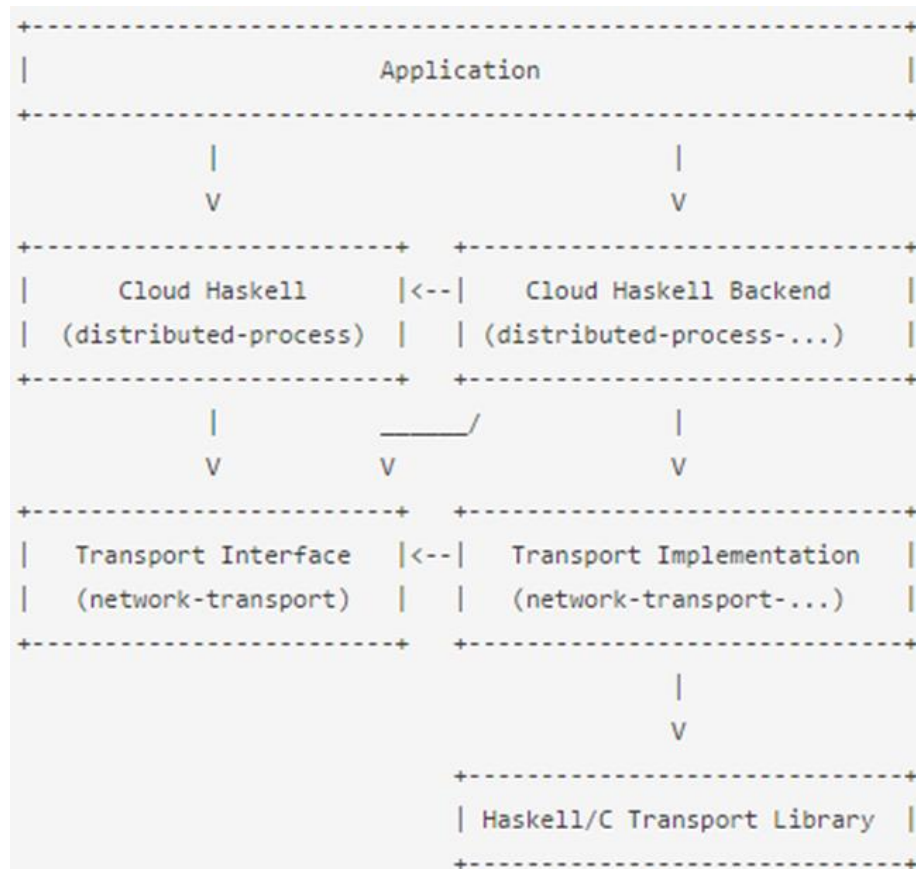 Application
Cloud Haskell
(distributed-process)
Cloud Haskell Backend
(distributed-process-...)
Transport Interface
(network-transport)
Transport Implementation
(network-transport-...)
Haskell/C Transport Library